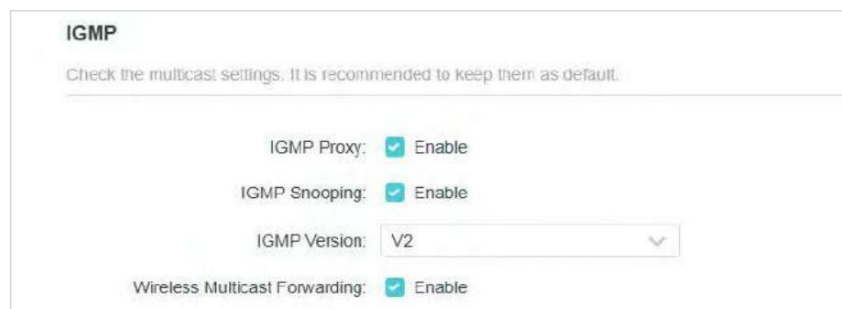 IGMP
Check the multicast settings. It is recommended to keep them as default.
IGMP Proxy: Enable
IGMP Snooping: Enable
IGMP Version: V2
Wireless Multicast Forwarding: Enable